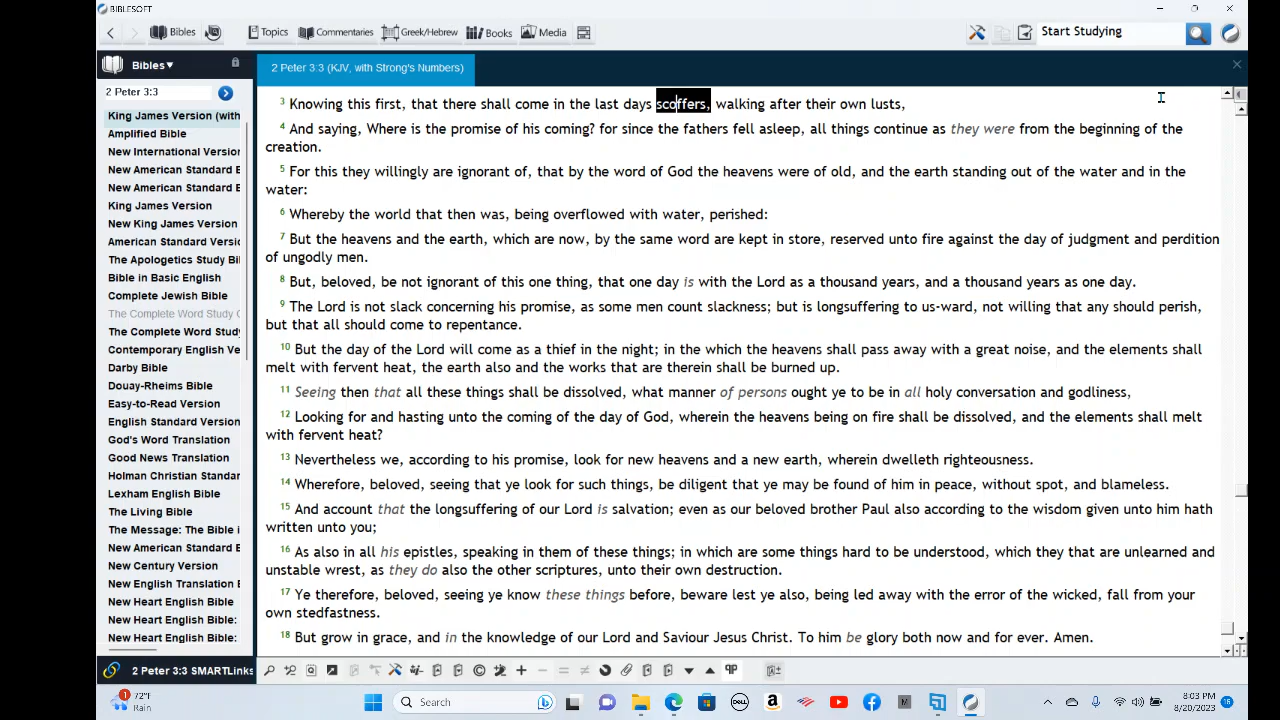 BIBLESOFT
Bibles
Topics
Commentaries
Greek/Hebrew
Books
Media
Start Studying
Bibles▼
2 Peter 3:3 (KJV, with Strong's Numbers)
2 Peter 3:3
King James Version (with
Amplified Bible
New International Version
New American Standard B
New American Standard B
King James Version
New King James Version
American Standard Versio
The Apologetics Study Bi
Bible in Basic English
Complete Jewish Bible
The Complete Word Study O
The Complete Word Study
Contemporary English Ve
Darby Bible
Douay-Rheims Bible
Easy-to-Read Version
English Standard Version
God's Word Translation
Good News Translation
Holman Christian Standar
Lexham English Bible
The Living Bible
The Message: The Bible i
New American Standard B
New Century Version
New English Translation B
New Heart English Bible
New Heart English Bible:
New Heart English Bible:
3 Knowing this first, that there shall come in the last days scoffers, walking after their own lusts,
4 And saying, Where is the promise of his coming? for since the fathers fell asleep, all things continue as they were from the beginning of the
creation.
5 For this they willingly are ignorant of, that by the word of God the heavens were of old, and the earth standing out of the water and in the
water:
6 Whereby the world that then was, being overflowed with water, perished:
7 But the heavens and the earth, which are now, by the same word are kept in store, reserved unto fire against the day of judgment and perdition
of ungodly men.
8 But, beloved, be not ignorant of this one thing, that one day is with the Lord as a thousand years, and a thousand years as one day.
9 The Lord is not slack concerning his promise, as some men count slackness; but is longsuffering to us-ward, not willing that any should perish,
but that all should come to repentance.
10 But the day of the Lord will come as a thief in the night; in the which the heavens shall pass away with a great noise, and the elements shall
melt with fervent heat, the earth also and the works that are therein shall be burned up.
11 Seeing then that all these things shall be dissolved, what manner of persons ought ye to be in all holy conversation and godliness,
12 Looking for and hasting unto the coming of the day of God, wherein the heavens being on fire shall be dissolved, and the elements shall melt
with fervent heat?
13 Nevertheless we, according to his promise, look for new heavens and a new earth, wherein dwelleth righteousness.
14 Wherefore, beloved, seeing that ye look for such things, be diligent that ye may be found of him in peace, without spot, and blameless.
15 And account that the longsuffering of our Lord is salvation; even as our beloved brother Paul also according to the wisdom given unto him hath
written unto you;
16 As also in all his epistles, speaking in them of these things; in which are some things hard to be understood, which they that are unlearned and
unstable wrest, as they do also the other scriptures, unto their own destruction.
17 Ye therefore, beloved, seeing ye know these things before, beware lest ye also, being led away with the error of the wicked, fall from your
own stedfastness.
18 But grow in grace, and in the knowledge of our Lord and Saviour Jesus Christ. To him be glory both now and for ever. Amen.
2 Peter 3:3 SMARTLinks
1
72°F
Rain
Search
8:03 PM
8/20/2023